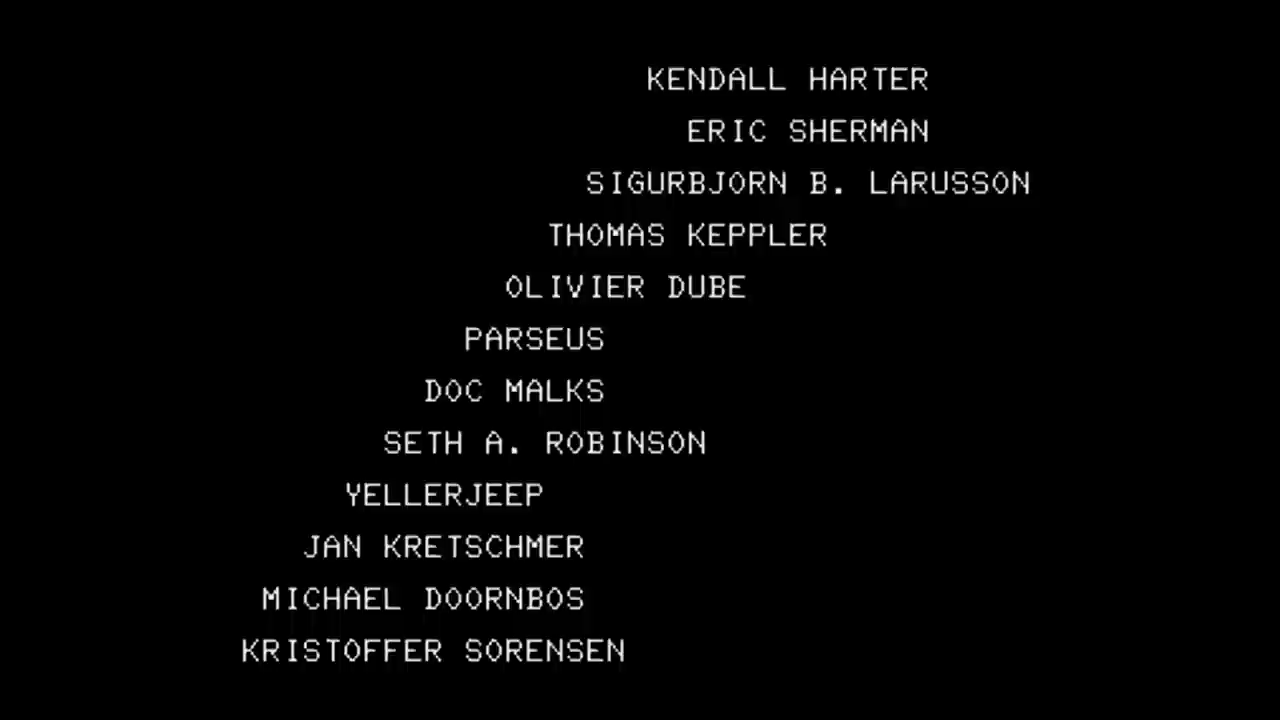 KENDALL HARTER
ERIC SHERMAN
SIGURBJORN B. LARUSSON
THOMAS KEPPLER
OLIVIER DUBE
PARSEUS
DOC MALKS
SETH A. ROBINSON
YELLERJEEP
JAN KRETSCHMER
MICHAEL DOORNBOS
KRISTOFFER SORENSEN